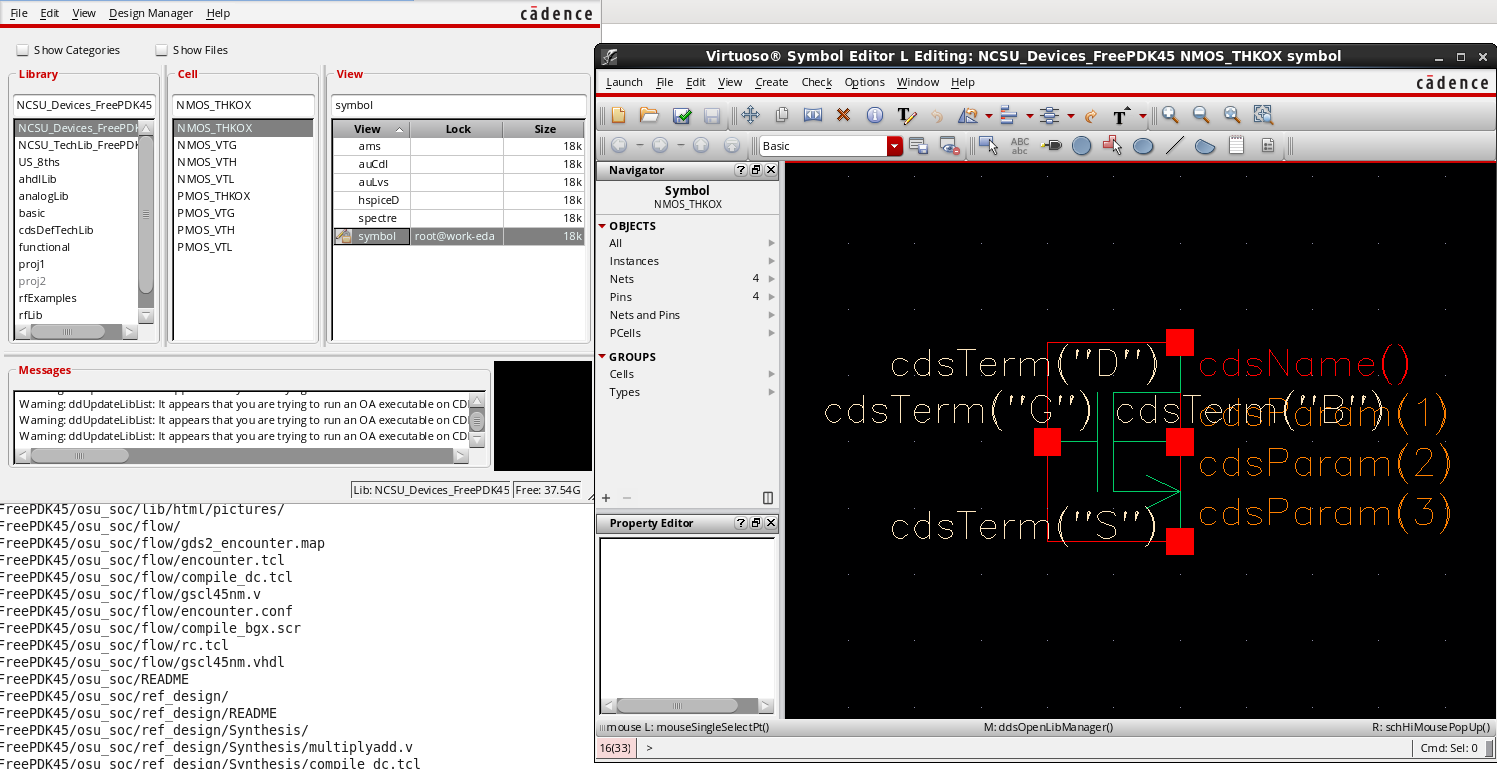 File Edit View Design Manager Help cādence
Show Categories Show Files
Library Cell View
NCSU_Devices_FreePDK45 NMOS_THKOX symbol
NCSU_Devices_FreePDK
NCSU_TechLib_FreePDK
US_8ths
ahdlLib
analogLib
basic
cdsDefTechLib
functional
proj1
proj2
rfExamples
rfLib
NMOS_THKOX
NMOS_VTG
NMOS_VTH
NMOS_VTL
PMOS_THKOX
PMOS_VTG
PMOS_VTH
PMOS_VTL
View Lock Size
ams 18k
auCdl 18k
auLvs 18k
hspiceD 18k
spectre 18k
symbol root@work-eda 18k
Messages
Warning: ddUpdateLibList: It appears that you are trying to run an OA executable on CD
Warning: ddUpdateLibList: It appears that you are trying to run an OA executable on CD
Warning: ddUpdateLibList: It appears that you are trying to run an OA executable on CD
Lib: NCSU_Devices_FreePDK45 Free: 37.54G
FreePDK45/osu_soc/lib/html/pictures/
FreePDK45/osu_soc/flow/
FreePDK45/osu_soc/flow/gds2_encounter.map
FreePDK45/osu_soc/flow/encounter.tcl
FreePDK45/osu_soc/flow/compile_dc.tcl
FreePDK45/osu_soc/flow/gscl45nm.v
FreePDK45/osu_soc/flow/encounter.conf
FreePDK45/osu_soc/flow/compile_bgx.scr
FreePDK45/osu_soc/flow/rc.tcl
FreePDK45/osu_soc/flow/gscl45nm.vhdl
FreePDK45/osu_soc/README
FreePDK45/osu_soc/ref_design/
FreePDK45/osu_soc/ref_design/README
FreePDK45/osu_soc/ref_design/Synthesis/
FreePDK45/osu_soc/ref_design/Synthesis/multiplyadd.v
FreePDK45/osu_soc/ref_design/Synthesis/compile_dc.tcl
Virtuoso® Symbol Editor L Editing: NCSU_Devices_FreePDK45 NMOS_THKOX symbol
Launch File Edit View Create Check Options Window Help cādence
Basic
ABC
abc
Navigator
Symbol
NMOS_THKOX
OBJECTS
All
Instances
Nets 4
Pins 4
Nets and Pins
PCells
GROUPS
Cells
Types
Property Editor
cdsTerm("D") cdsName()
cdsTerm("G") cdsTerm("B") cdsParam(1)
cdsParam(2)
cdsTerm("S") cdsParam(3)
mouse L: mouseSingleSelectPt() M: ddsOpenLibManager() R: schHiMousePopUp()
16(33) > Cmd: Sel: 0